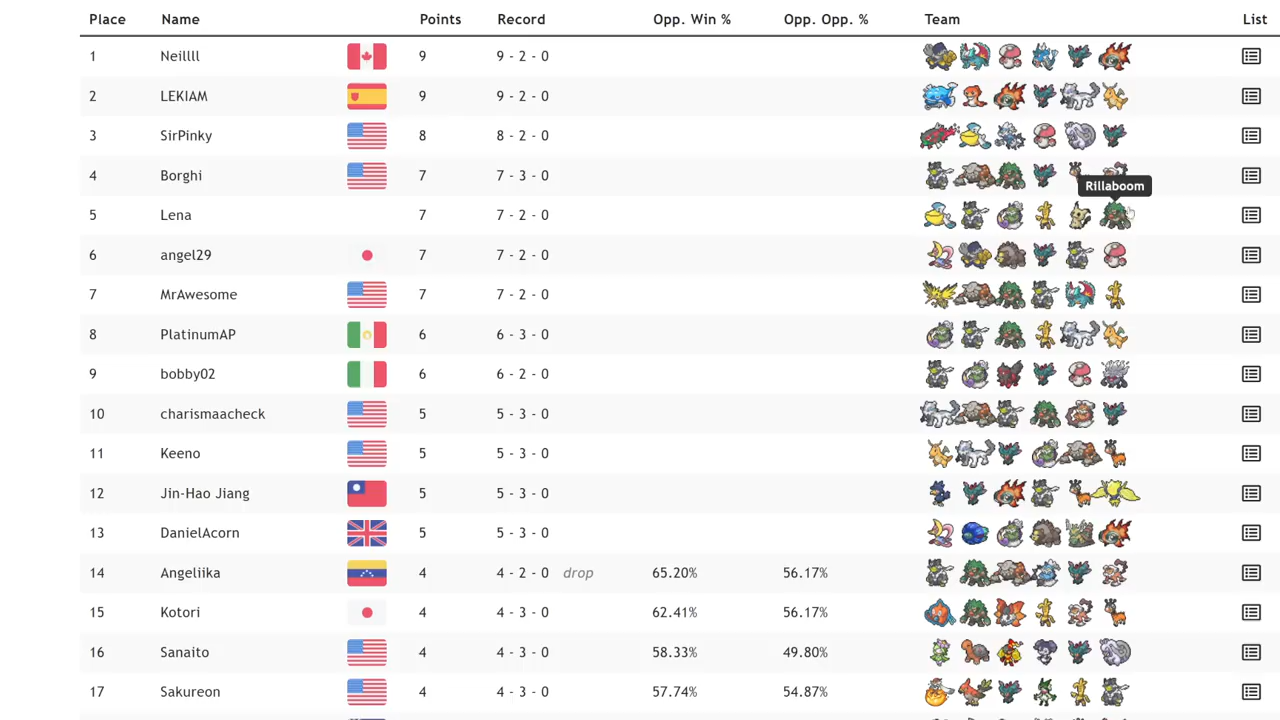 Place Name Points Record Opp. Win % Opp. Opp. % Team List
1 Neillll 9 9 - 2 - 0
2 LEKIAM 9 9 - 2 - 0
3 SirPinky 8 8 - 2 - 0
4 Borghi 7 7 - 3 - 0
Rillaboom
5 Lena 7 7 - 2 - 0
6 angel29 7 7 - 2 - 0
7 MrAwesome 7 7 - 2 - 0
8 PlatinumAP 6 6 - 3 - 0
9 bobby02 6 6 - 2 - 0
10 charismaacheck 5 5 - 3 - 0
11 Keeno 5 5 - 3 - 0
12 Jin-Hao Jiang 5 5 - 3 - 0
13 DanielAcorn 5 5 - 3 - 0
14 Angeliika 4 4 - 2 - 0 drop 65.20% 56.17%
15 Kotori 4 4 - 3 - 0 62.41% 56.17%
16 Sanaito 4 4 - 3 - 0 58.33% 49.80%
17 Sakureon 4 4 - 3 - 0 57.74% 54.87%